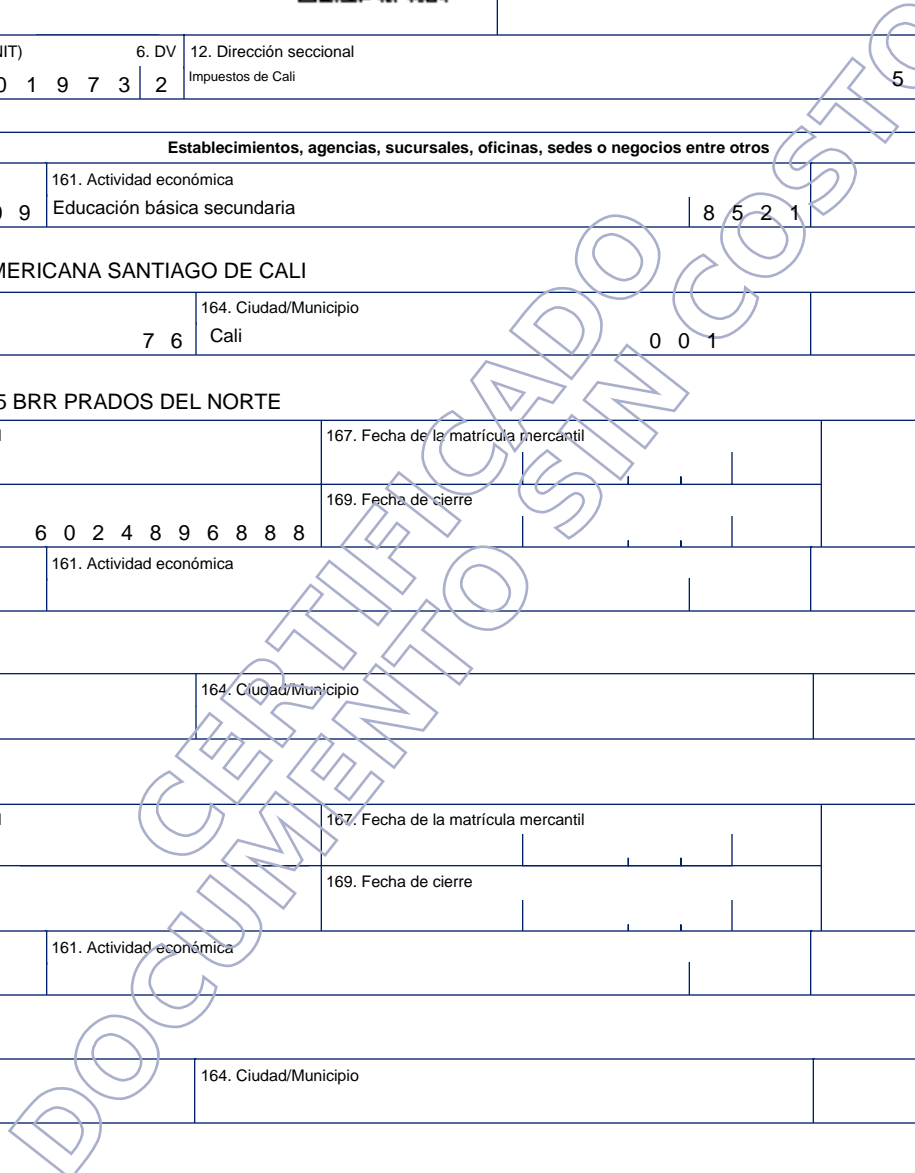 6. DV 12. Dirección seccional
1 9 7 3 2 Impuestos de Cali 5
Establecimientos, agencias, sucursales, oficinas, sedes o negocios entre otros
161. Actividad económica
9 Educación básica secundaria 8 5 2 1
SANTIAGO DE CALI
164. Ciudad/Municipio
7 6 Cali 0 0 1
5 BRR PRADOS DEL NORTE
167. Fecha de la matrícula mercantil
169. Fecha de cierre
6 0 2 4 8 9 6 8 8 8
161. Actividad económica
164. Ciudad/Municipio
167. Fecha de la matrícula mercantil
169. Fecha de cierre
161. Actividad económica
164. Ciudad/Municipio
CERTIFICADO
DOCUMENTO SIN COSTO